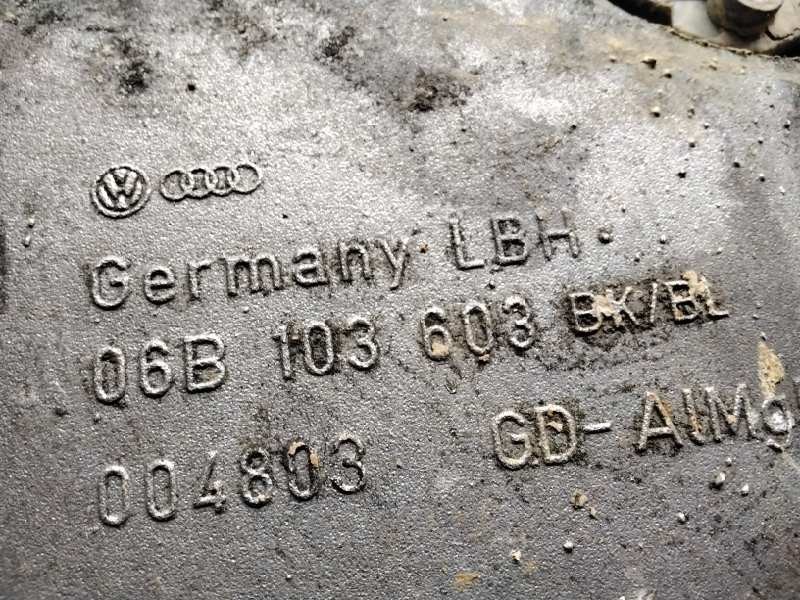 Germany LBH
06B 103 603 BK/BL
004803 GD-AlMg